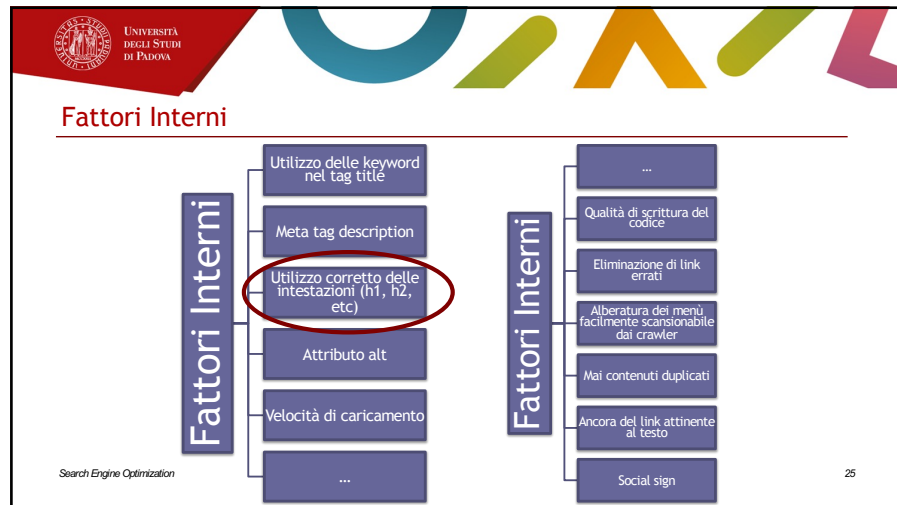 UNIVERSITÀ
DEGLI STUDI
DI PADOVA
Fattori Interni
Fattori Interni
Utilizzo delle keyword
nel tag title
Meta tag description
Utilizzo corretto delle
intestazioni (h1, h2,
etc)
Attributo alt
Velocità di caricamento
...
Fattori Interni
...
Qualità di scrittura del
codice
Eliminazione di link
errati
Alberatura dei menù
facilmente scansionabile
dai crawler
Mai contenuti duplicati
Ancora del link attinente
al testo
Social sign
Search Engine Optimization
25